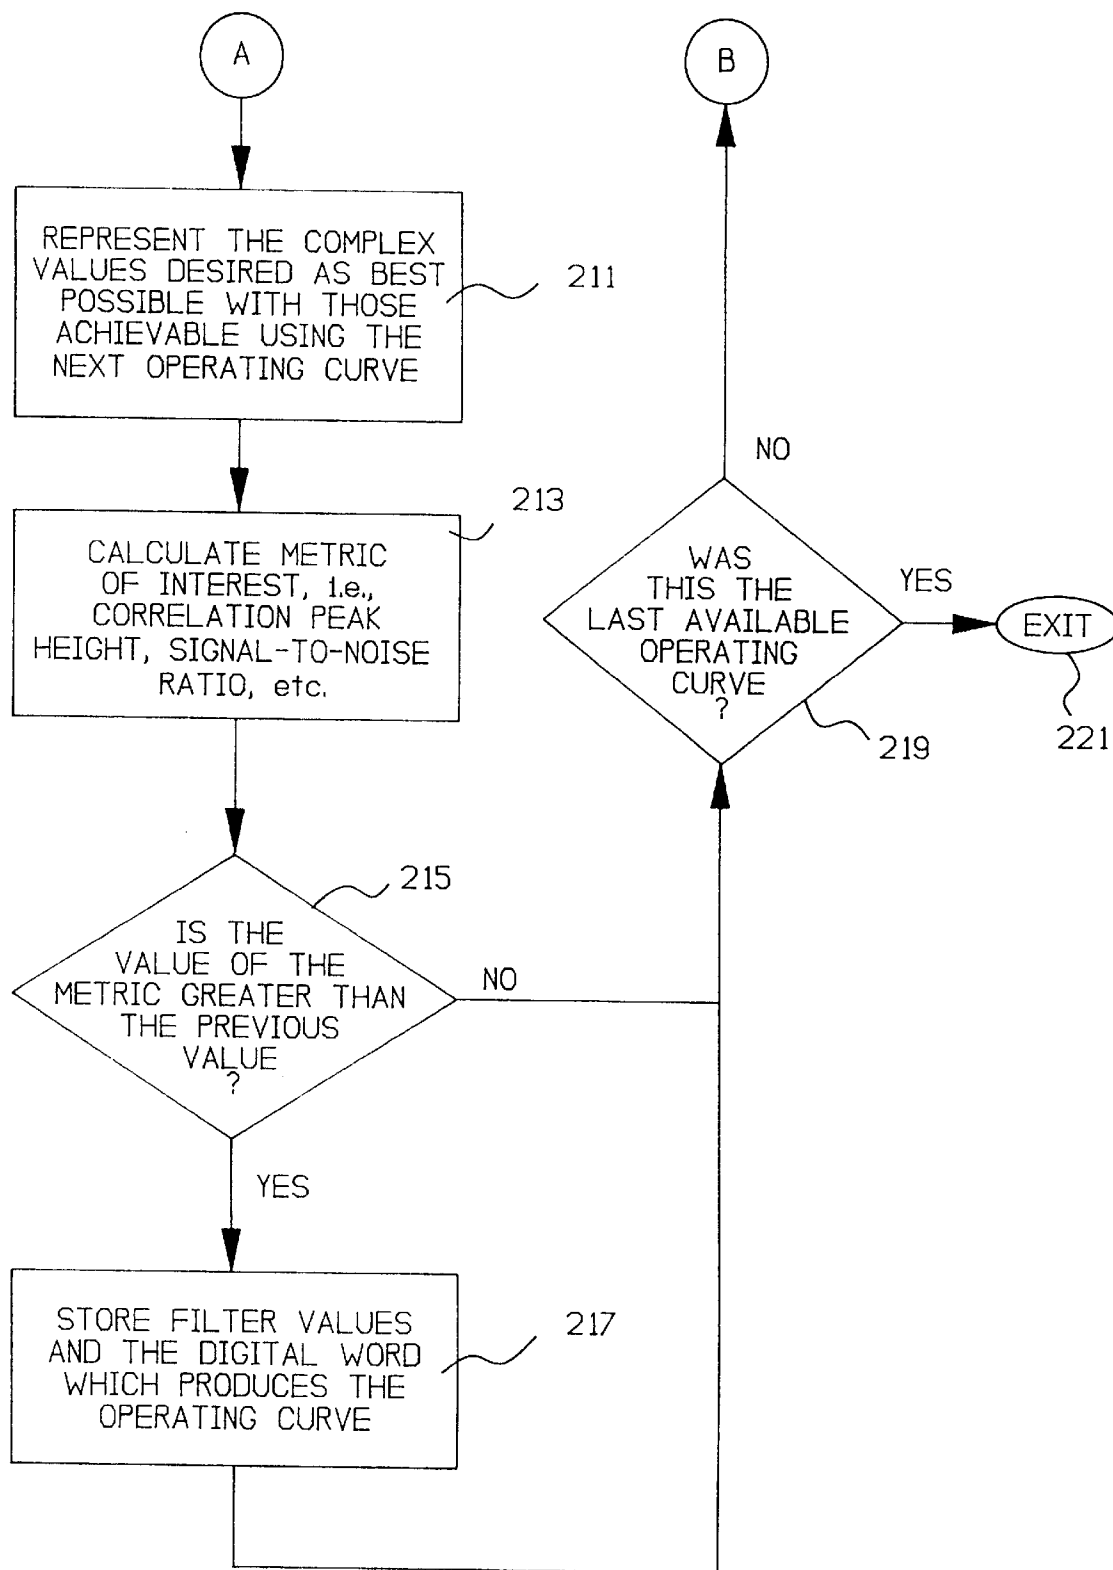 A
REPRESENT THE COMPLEX
VALUES DESIRED AS BEST
POSSIBLE WITH THOSE
ACHIEVABLE USING THE
NEXT OPERATING CURVE
211
213
CALCULATE METRIC
OF INTEREST, i.e.,
CORRELATION PEAK
HEIGHT, SIGNAL-TO-NOISE
RATIO, etc.
215
IS THE
VALUE OF THE
METRIC GREATER THAN
THE PREVIOUS
VALUE
?
NO
YES
STORE FILTER VALUES
AND THE DIGITAL WORD
WHICH PRODUCES THE
OPERATING CURVE
217
B
NO
WAS
THIS THE
LAST AVAILABLE
OPERATING
CURVE
?
YES
EXIT
219
221